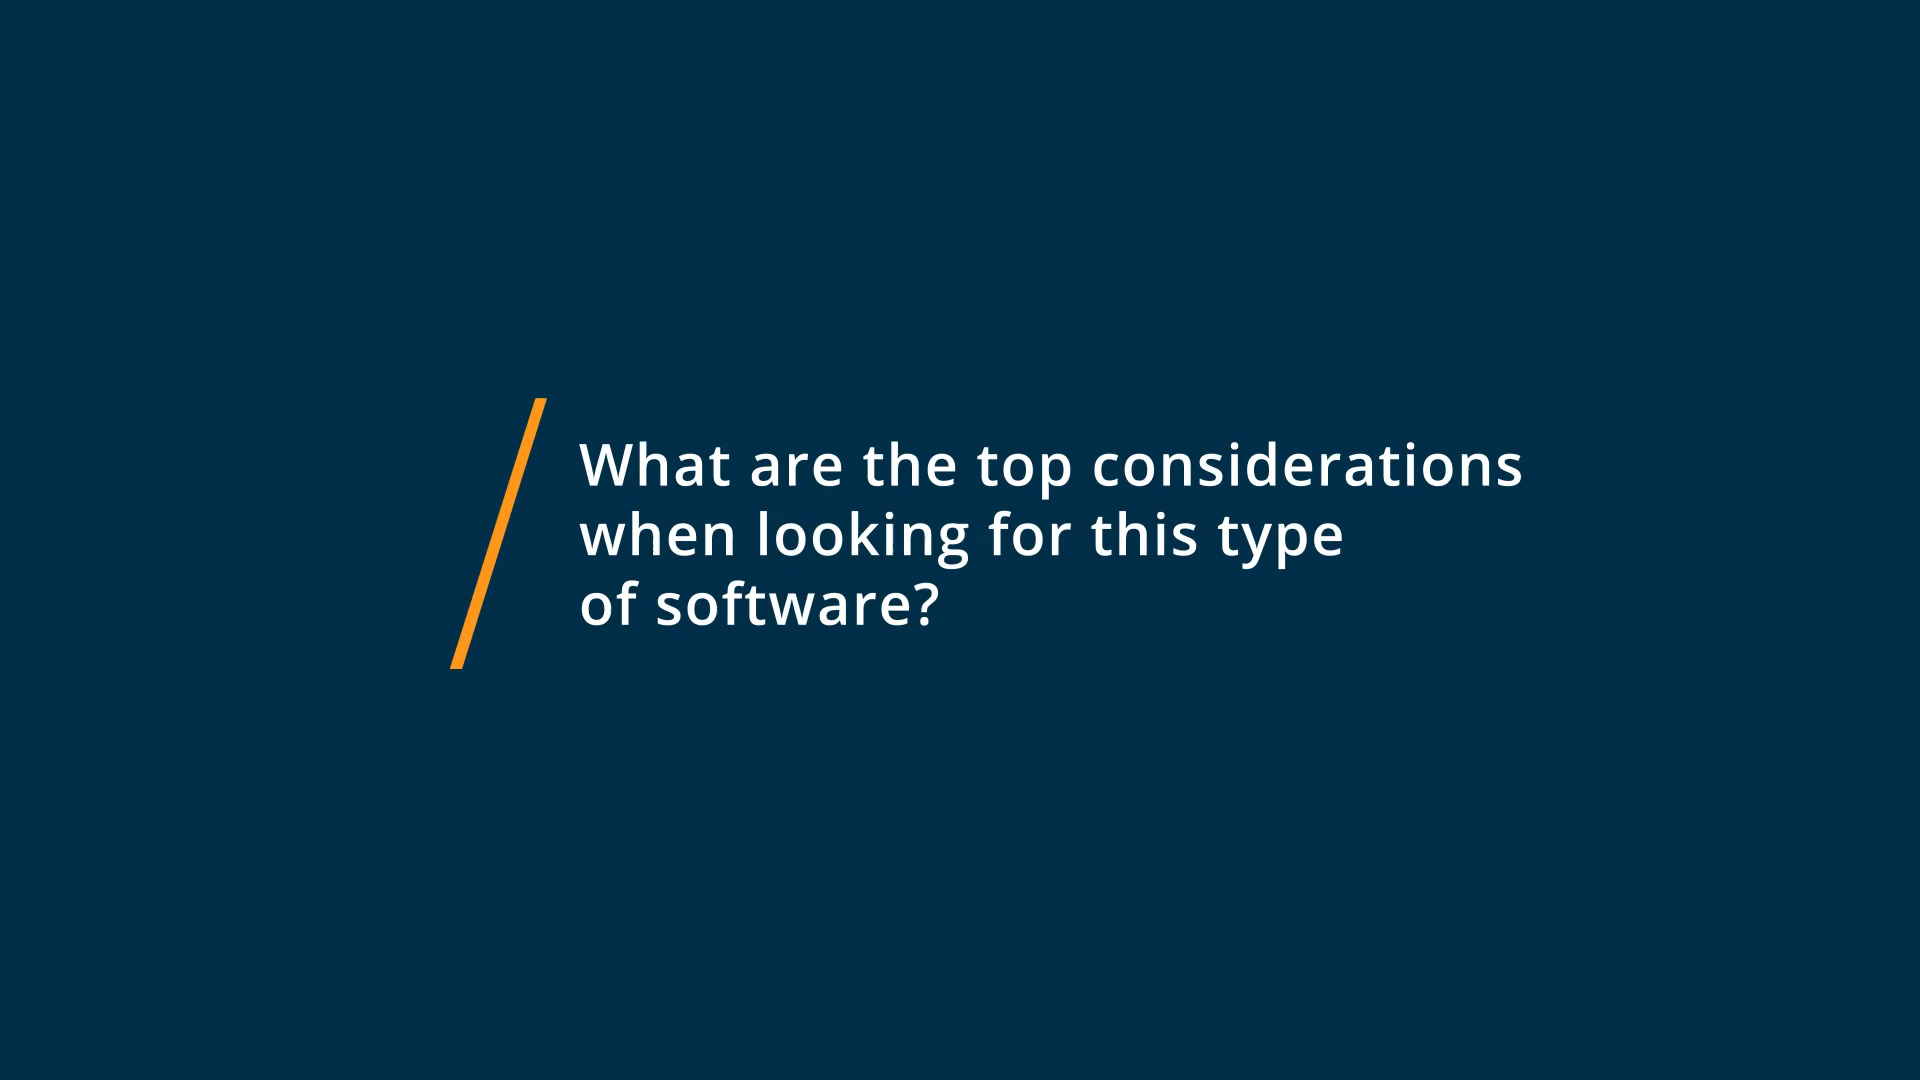 What are the top considerations
when looking for this type
of software?